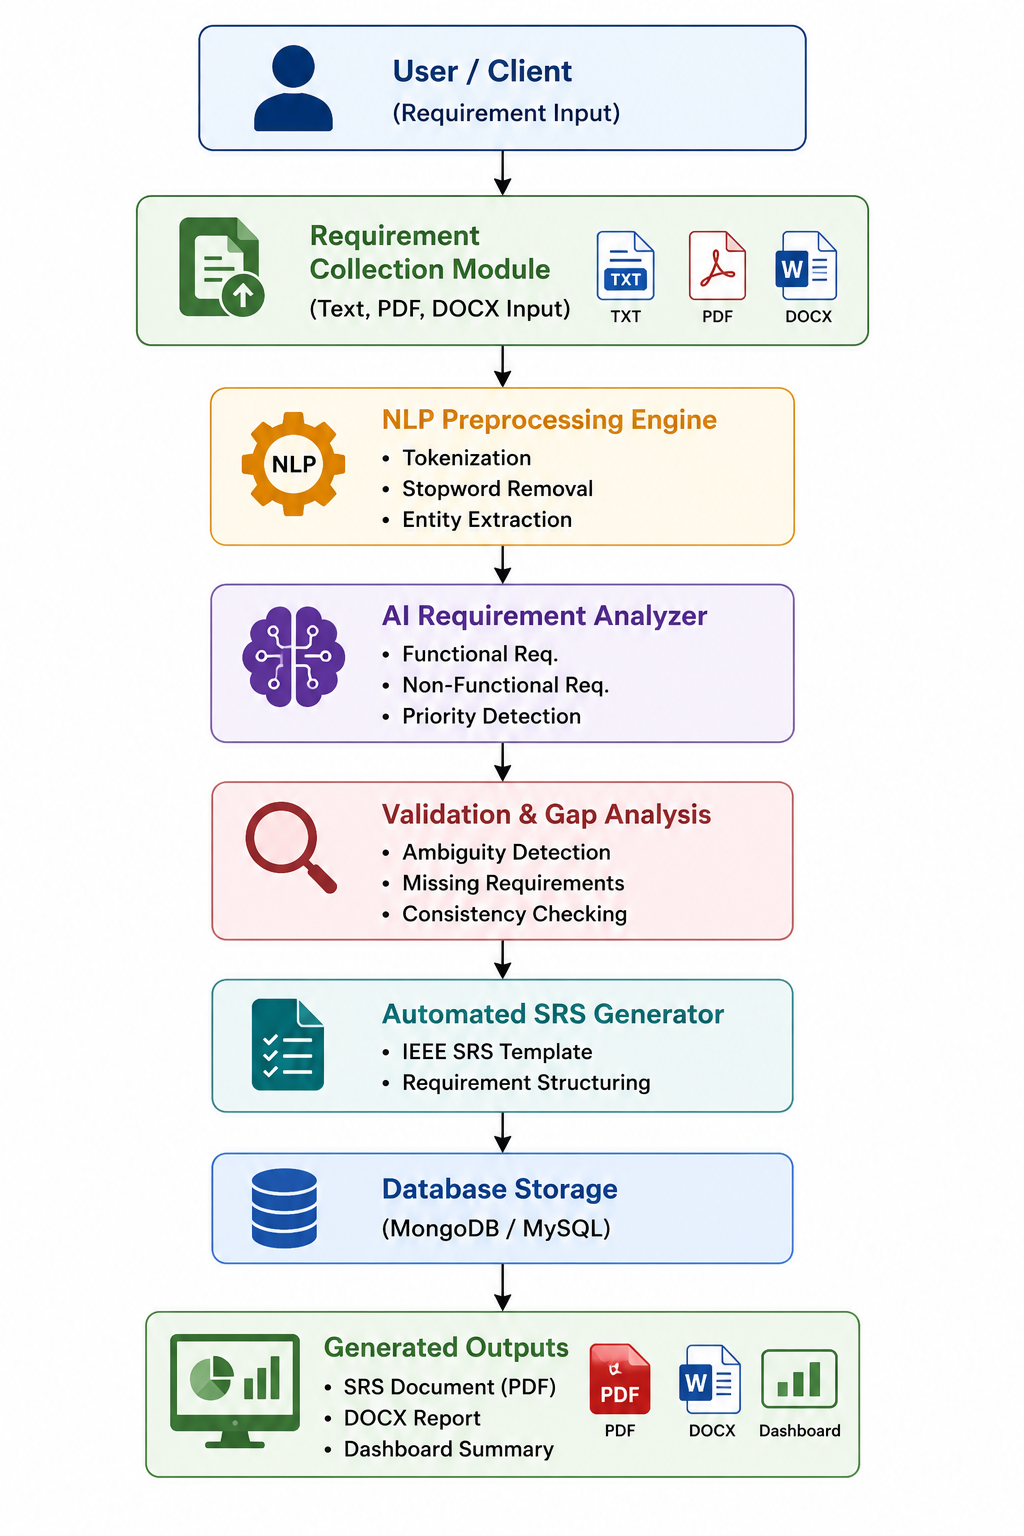 User / Client
(Requirement Input)
Requirement
Collection Module
(Text, PDF, DOCX Input)
TXT
TXT
PDF
W
DOCX
NLP
NLP Preprocessing Engine
• Tokenization
• Stopword Removal
• Entity Extraction
AI Requirement Analyzer
• Functional Req.
• Non-Functional Req.
• Priority Detection
Validation & Gap Analysis
• Ambiguity Detection
• Missing Requirements
• Consistency Checking
Automated SRS Generator
• IEEE SRS Template
• Requirement Structuring
Database Storage
(MongoDB / MySQL)
Generated Outputs
• SRS Document (PDF)
• DOCX Report
• Dashboard Summary
PDF
PDF
W
DOCX
Dashboard